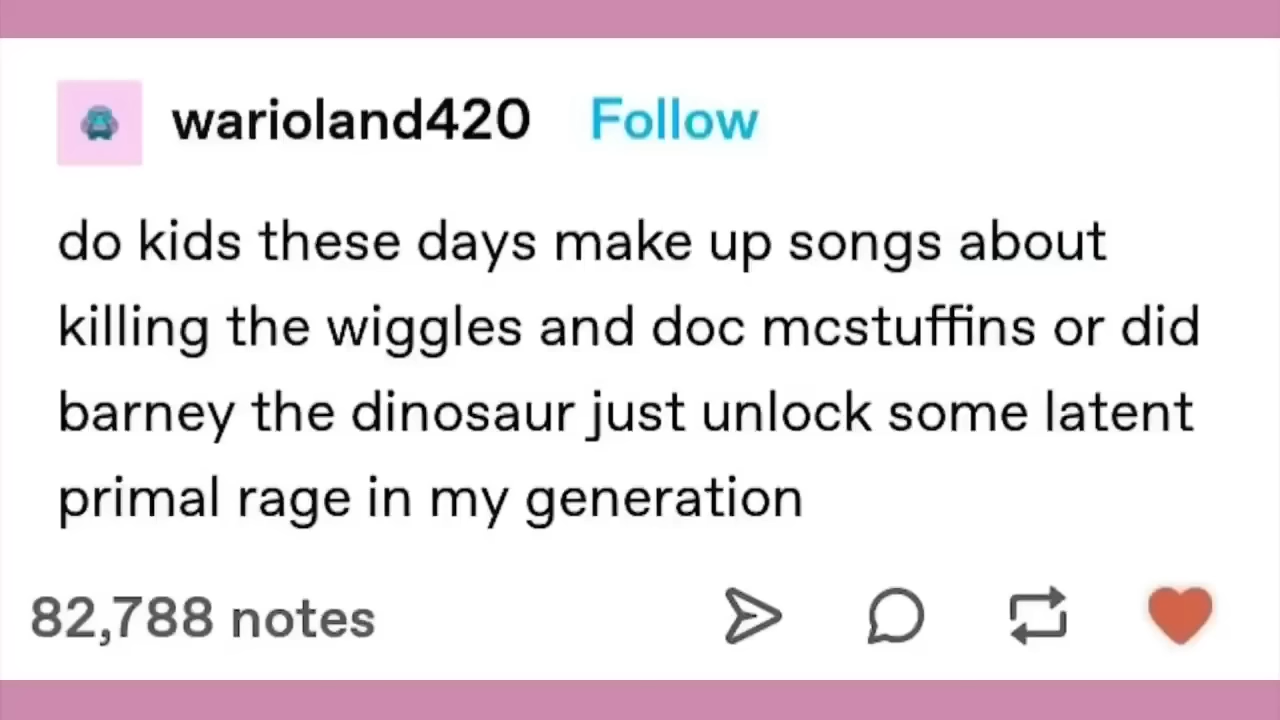 warioland420 Follow
do kids these days make up songs about
killing the wiggles and doc mcstuffins or did
barney the dinosaur just unlock some latent
primal rage in my generation
82,788 notes